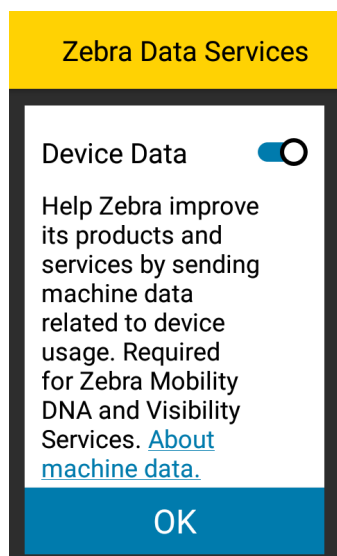 Zebra Data Services
Device Data
Help Zebra improve
its products and
services by sending
machine data
related to device
usage. Required
for Zebra Mobility
DNA and Visibility
Services. About
machine data.
OK